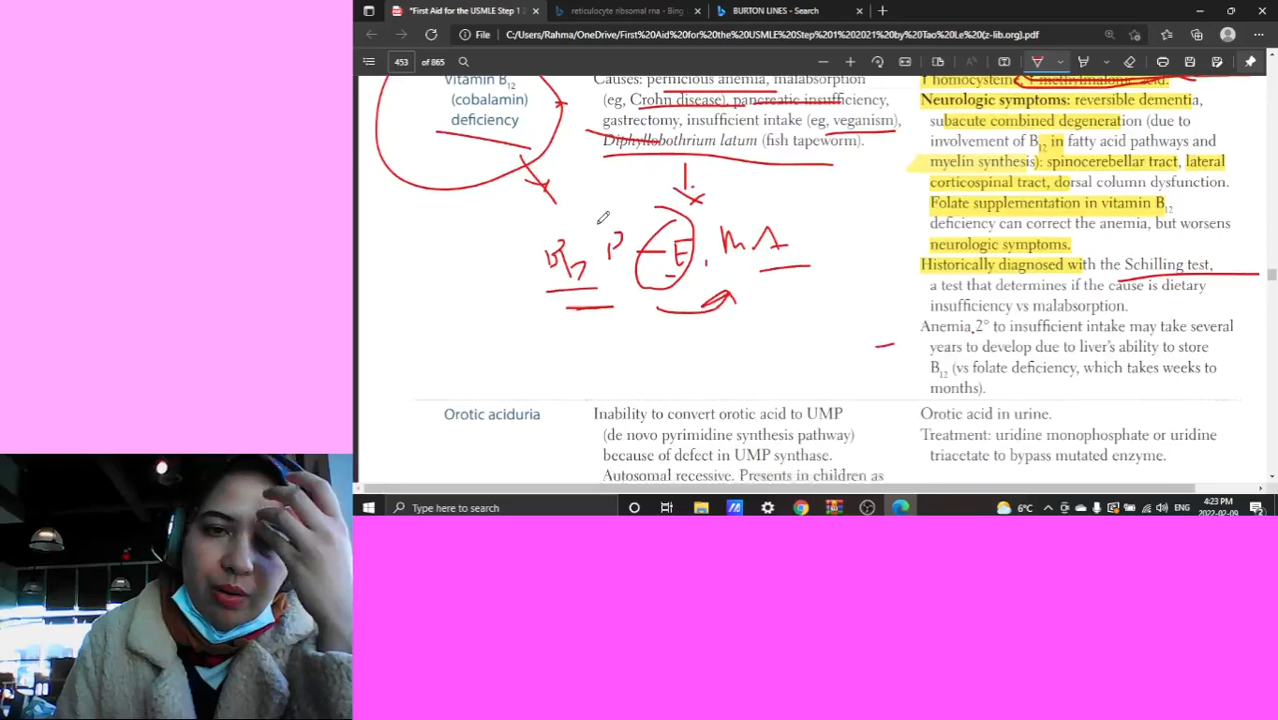 *First Aid for the USMLE Step 1 2
reticulocyte ribsomal rna - Bing
BURTON LINES - Search
File
C:/Users/Rahma/OneDrive/First%20Aid%20for%20the%20USMLE%20Step%201%202021%20by%20Tao%20Le%20(z-lib.org).pdf
453 of 865
Vitamin B12
(cobalamin)
deficiency
Causes: pernicious anemia, malabsorption
(eg, Crohn disease), pancreatic insufficiency,
gastrectomy, insufficient intake (eg, veganism),
Diphyllobothrium latum (fish tapeworm).
↑ homocysteine, ↑ methylmalonic acid.
Neurologic symptoms: reversible dementia,
subacute combined degeneration (due to
involvement of B12 in fatty acid pathways and
myelin synthesis): spinocerebellar tract, lateral
corticospinal tract, dorsal column dysfunction.
Folate supplementation in vitamin B12
deficiency can correct the anemia, but worsens
neurologic symptoms.
Historically diagnosed with the Schilling test,
a test that determines if the cause is dietary
insufficiency vs malabsorption.
Anemia 2° to insufficient intake may take several
years to develop due to liver's ability to store
B12 (vs folate deficiency, which takes weeks to
months).
P E M A
Orotic aciduria
Inability to convert orotic acid to UMP
(de novo pyrimidine synthesis pathway)
because of defect in UMP synthase.
Autosomal recessive. Presents in children as
Orotic acid in urine.
Treatment: uridine monophosphate or uridine
triacetate to bypass mutated enzyme.
Type here to search
6°C
ENG
4:23 PM
2022-02-09